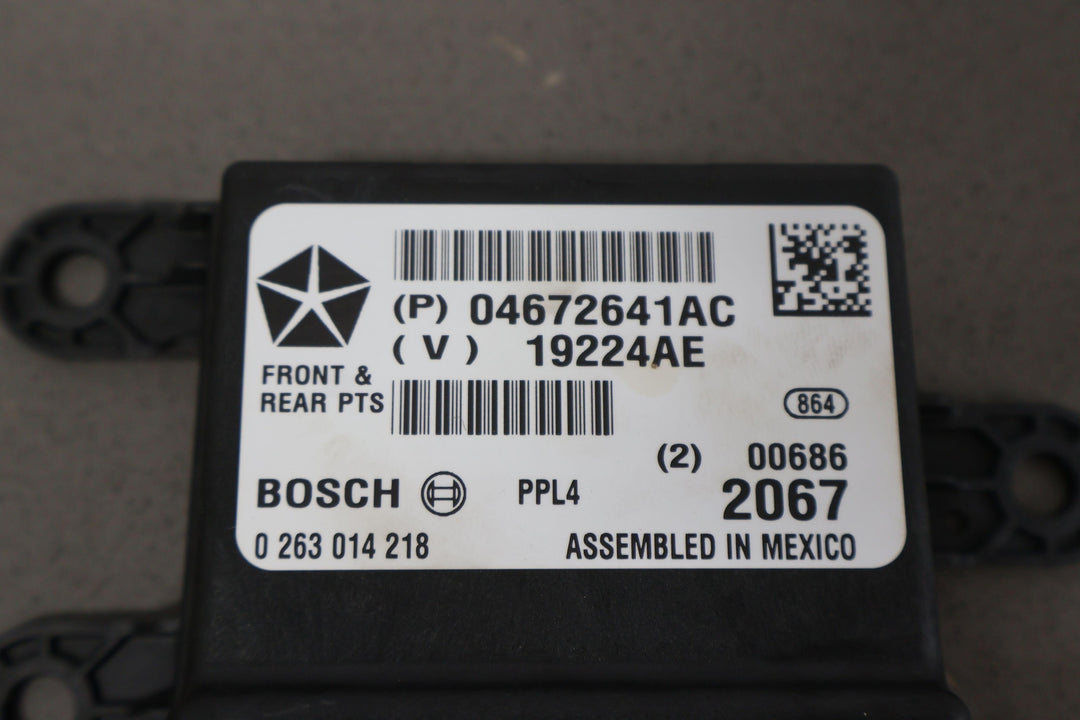 (P) 04672641AC
( V ) 19224AE
FRONT &
REAR PTS
864
(2) 00686
BOSCH PPL4 2067
0 263 014 218 ASSEMBLED IN MEXICO